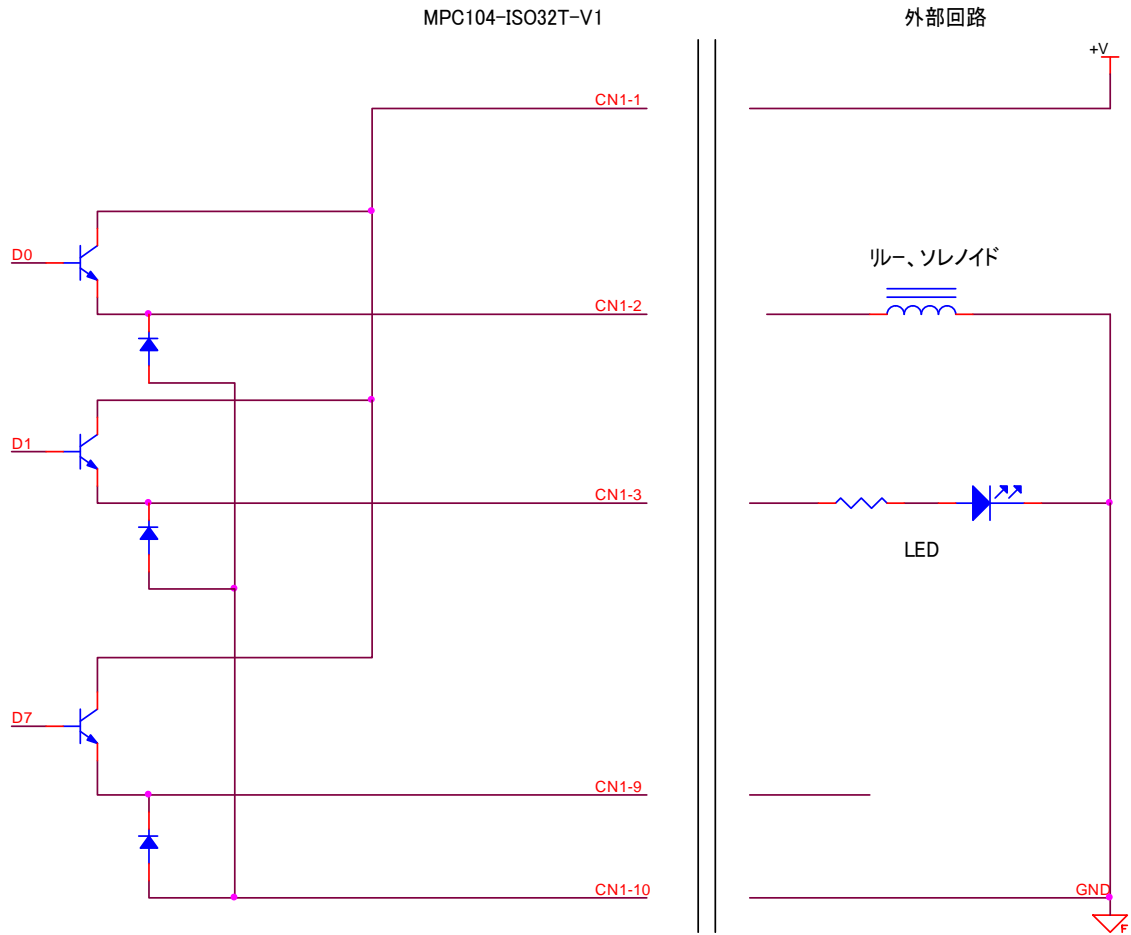 MPC104-ISO32T-V1
外部回路
+V
CN1-1
D0
リルー、ソレノイド
CN1-2
D1
CN1-3
LED
D7
CN1-9
CN1-10
GND
F